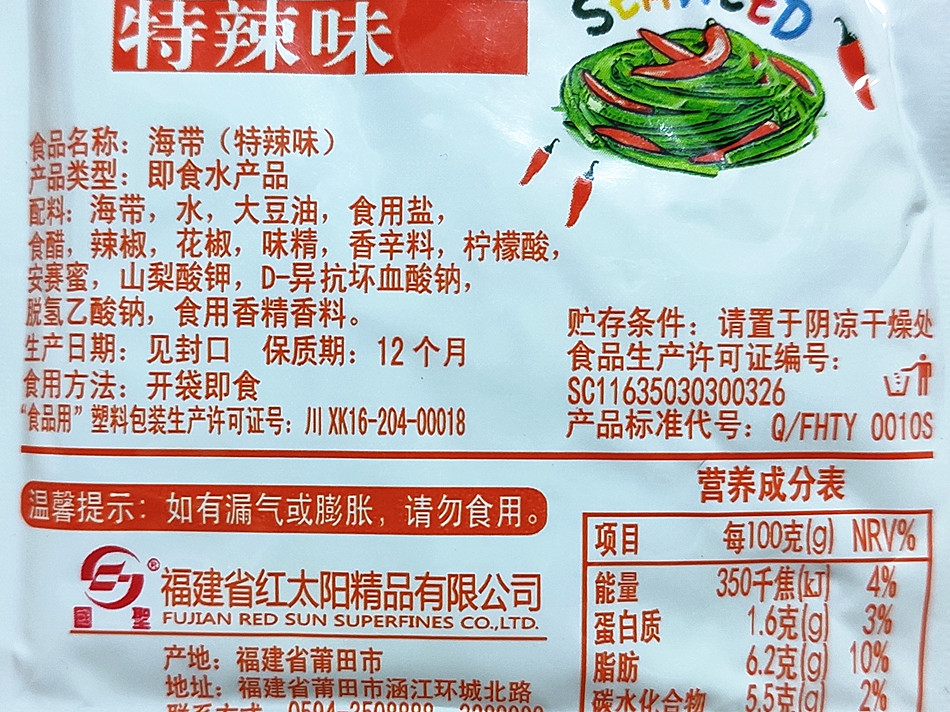 特辣味
SEAWEED
食品名称：海带（特辣味）
产品类型：即食水产品
配料：海带，水，大豆油，食用盐，
食醋，辣椒，花椒，味精，香辛料，柠檬酸，
安赛蜜，山梨酸钾，D-异抗坏血酸钠，
脱氢乙酸钠，食用香精香料。
生产日期：见封口 保质期：12个月
食用方法：开袋即食
“食品用”塑料包装生产许可证号：川XK16-204-00018
贮存条件：请置于阴凉干燥处
食品生产许可证编号：
SC11635030300326
产品标准代号：Q/FHTY 0010S
温馨提示：如有漏气或膨胀，请勿食用。
國聖
®
福建省红太阳精品有限公司
FUJIAN RED SUN SUPERFINES CO.,LTD.
产地：福建省莆田市
地址：福建省莆田市涵江环城北路
营养成分表
项目 每100克(g) NRV%
能量 350千焦(kJ) 4%
蛋白质 1.6克(g) 3%
脂肪 6.2克(g) 10%
碳水化合物 5.5克(g) 2%